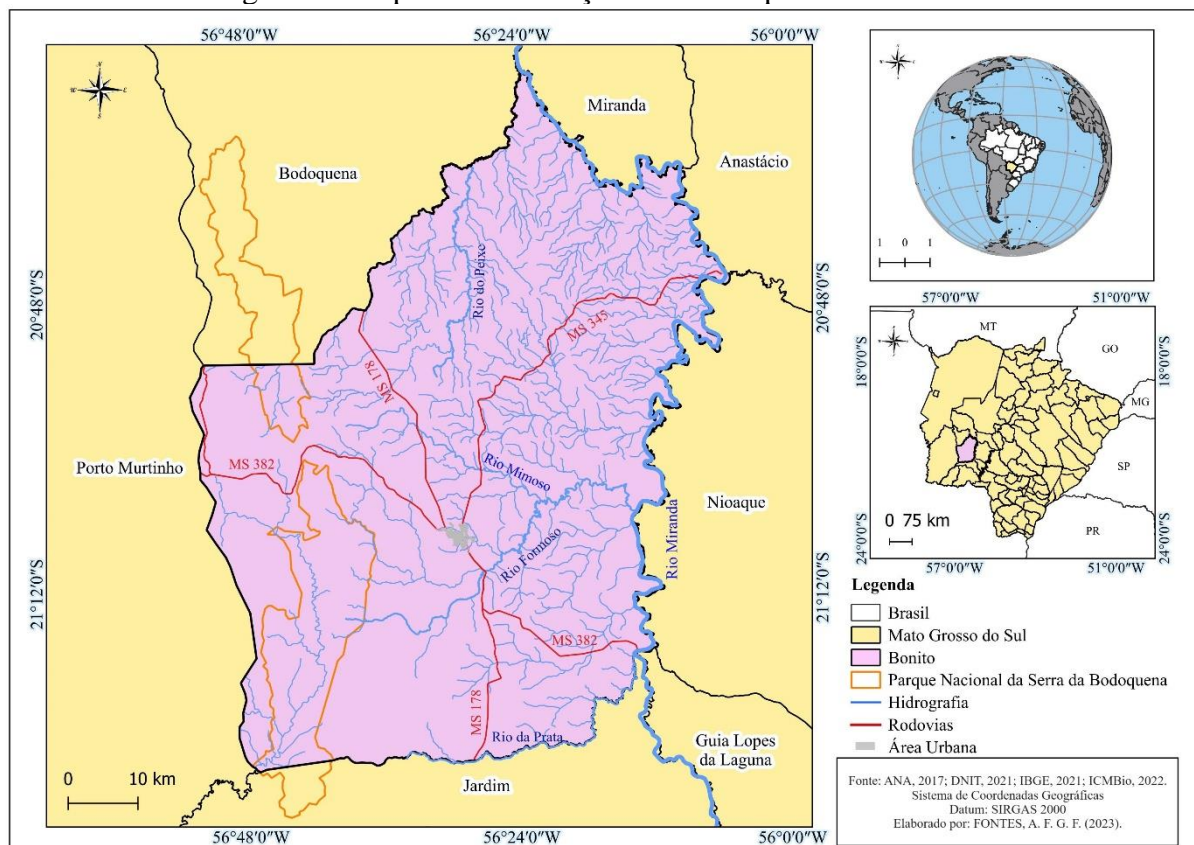 56°48'0"W
56°24'0"W
56°0'0"W
Miranda
Anastácio
Bodoquena
Rio do Peixo
20°48'0"S
20°48'0"S
MS 345
MS 178
Porto Murtinho
MS 382
Rio Mimoso
Nioaque
Rio Miranda
Rio Formoso
21°12'0"S
21°12'0"S
MS 382
MS 178
Rio da Prata
Guia Lopes
da Laguna
Jardim
0 10 km
56°48'0"W
56°24'0"W
56°0'0"W
1 0 1
57°0'0"W
51°0'0"W
MT
GO
18°0'0"S
18°0'0"S
MG
SP
0 75 km
PR
24°0'0"S
24°0'0"S
57°0'0"W
51°0'0"W
Legenda
Brasil
Mato Grosso do Sul
Bonito
Parque Nacional da Serra da Bodoquena
Hidrografia
Rodovias
Área Urbana
Fonte: ANA, 2017; DNIT, 2021; IBGE, 2021; ICMBio, 2022.
Sistema de Coordenadas Geográficas
Datum: SIRGAS 2000
Elaborado por: FONTES, A. F. G. F. (2023).